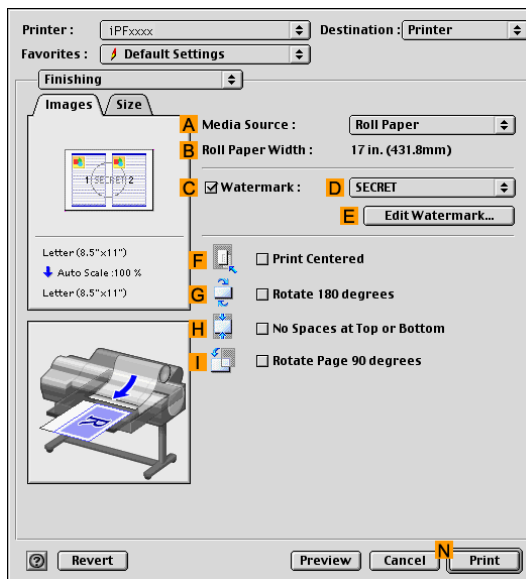 Printer : iPFxxxx Destination : Printer
Favorites : Default Settings
Finishing
Images Size
A Media Source : Roll Paper
B Roll Paper Width : 17 in. (431.8mm)
1 SECRET 2
C Watermark : D SECRET
E Edit Watermark...
Letter (8.5"x11")
Auto Scale :100 %
Letter (8.5"x11")
F Print Centered
G Rotate 180 degrees
H No Spaces at Top or Bottom
I Rotate Page 90 degrees
R
N
? Revert Preview Cancel Print